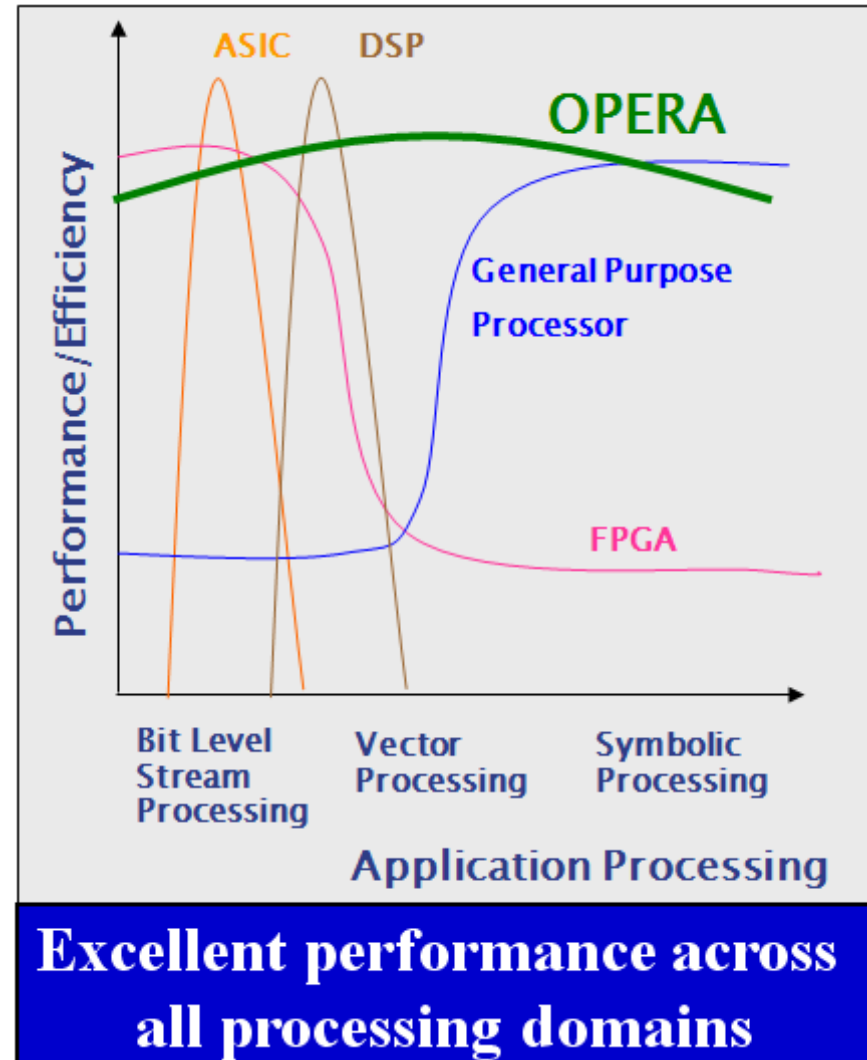 ASIC
DSP
OPERA
General Purpose
Processor
FPGA
Performance/Efficiency
Bit Level
Stream
Processing
Vector
Processing
Symbolic
Processing
Application Processing
Excellent performance across
all processing domains